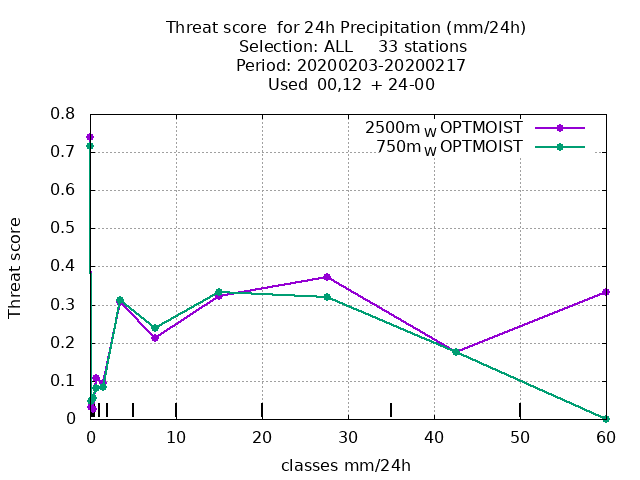 Threat score  for 24h Precipitation (mm/24h)
Selection: ALL     33 stations
Period: 20200203-20200217
Used  00,12  + 24-00
2500m W OPTMOIST
750m W OPTMOIST
0.8
0.7
0.6
0.5
0.4
0.3
0.2
0.1
0
Threat score
0 10 20 30 40 50 60
classes mm/24h